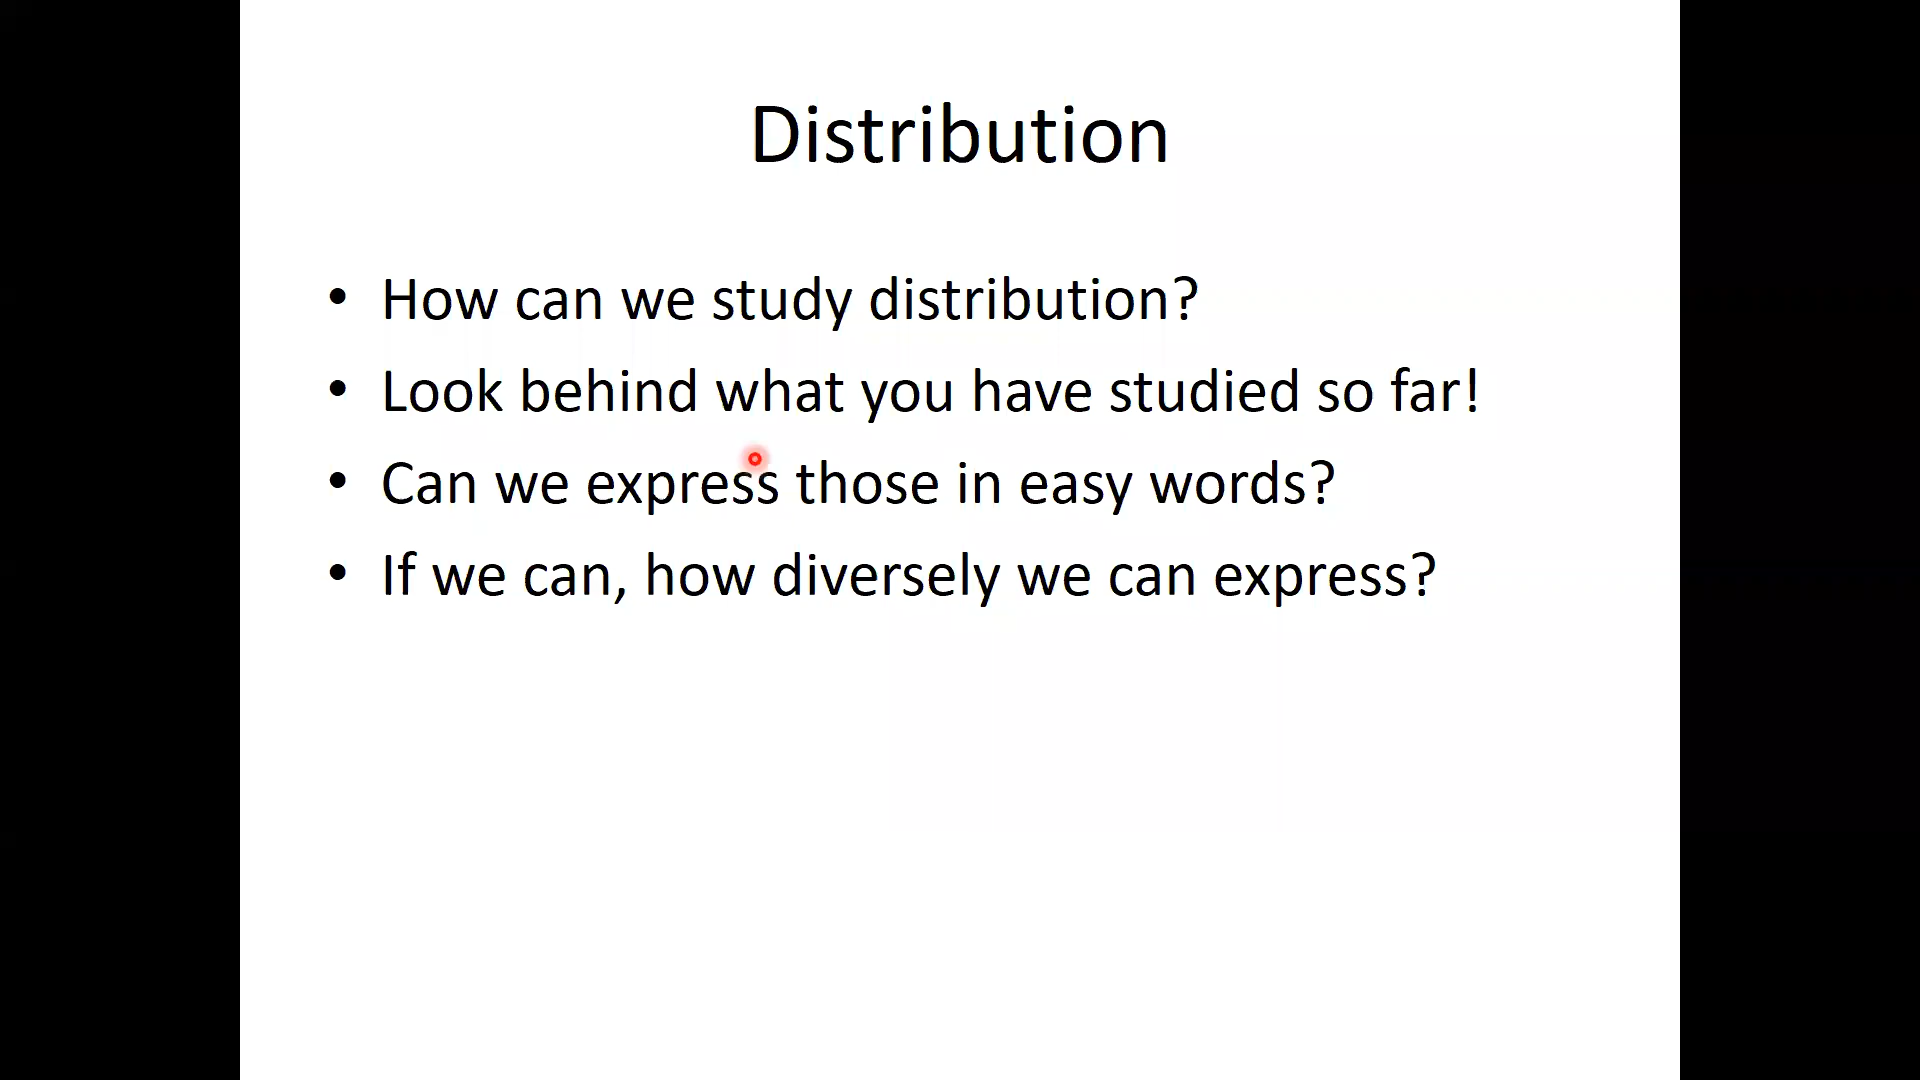 Distribution
• How can we study distribution?
• Look behind what you have studied so far!
• Can we express those in easy words?
• If we can, how diversely we can express?